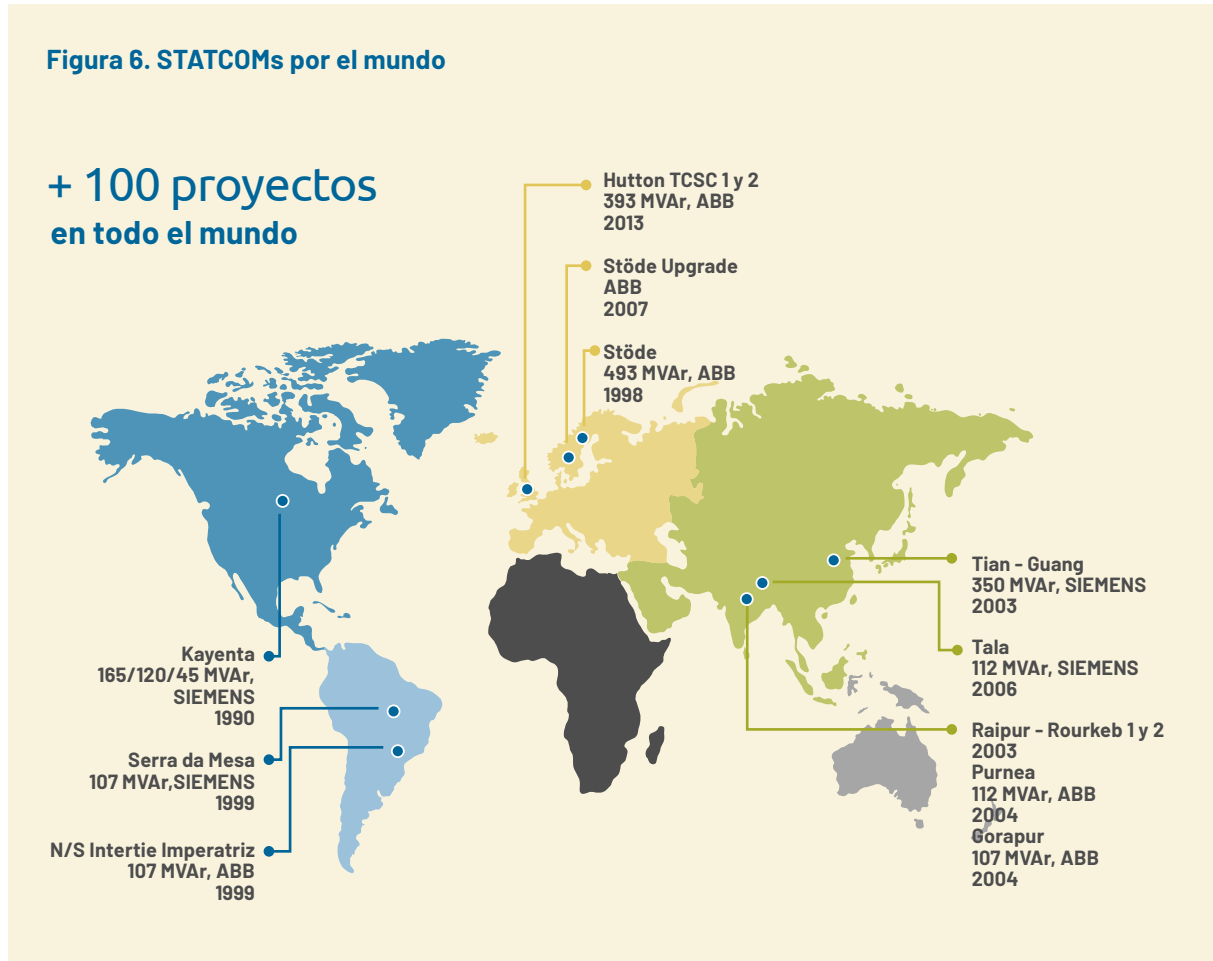 Figura 6. STATCOMs por el mundo
+ 100 proyectos
en todo el mundo
Hutton TCSC 1 y 2
393 MVAr, ABB
2013
Stöde Upgrade
ABB
2007
Stöde
493 MVAr, ABB
1998
Kayenta
165/120/45 MVAr,
SIEMENS
1990
Serra da Mesa
107 MVAr,SIEMENS
1999
N/S Intertie Imperatriz
107 MVAr, ABB
1999
Tian - Guang
350 MVAr, SIEMENS
2003
Tala
112 MVAr, SIEMENS
2006
Raipur - Rourkeb 1 y 2
2003
Purnea
112 MVAr, ABB
2004
Gorapur
107 MVAr, ABB
2004